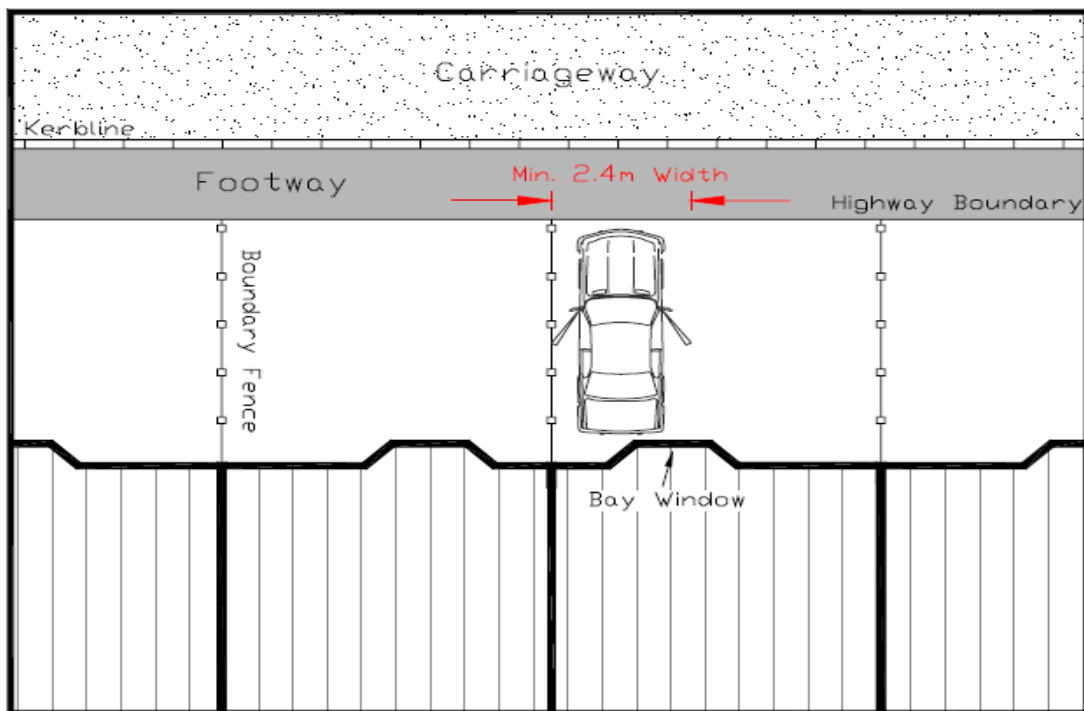 Carriageway
Kerbline
Footway
Min. 2.4m Width
Highway Boundary
Boundary Fence
Bay Window